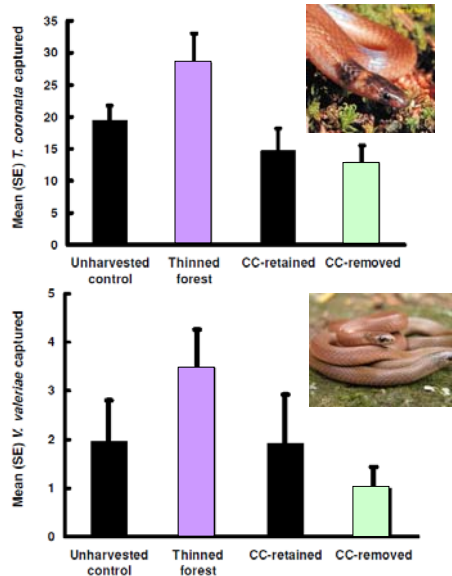 Mean (SE) T. coronata captured
35
30
25
20
15
10
5
0
Unharvested control
Thinned forest
CC-retained
CC-removed
Mean (SE) V. valeriae captured
5
4
3
2
1
0
Unharvested control
Thinned forest
CC-retained
CC-removed